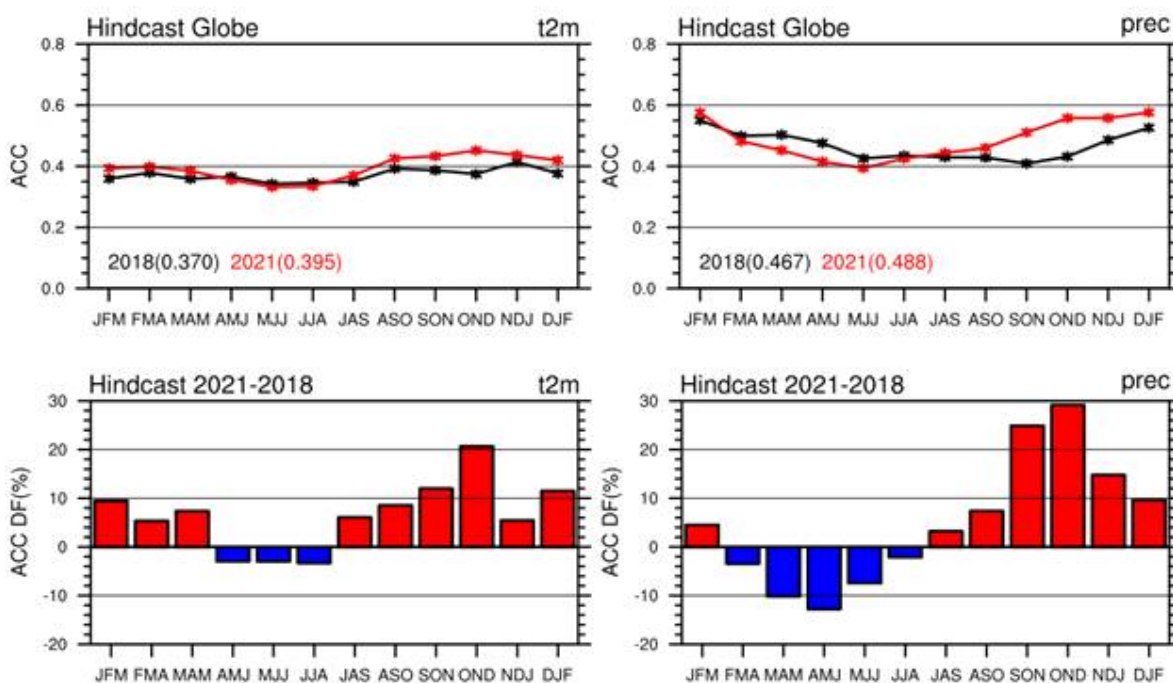 Hindcast Globe t2m
0.8
0.6
0.4
0.2
0.0
ACC
2018(0.370) 2021(0.395)
JFM FMA MAM AMJ MJJ JJA JAS ASO SON OND NDJ DJF
Hindcast Globe prec
0.8
0.6
0.4
0.2
0.0
ACC
2018(0.467) 2021(0.488)
JFM FMA MAM AMJ MJJ JJA JAS ASO SON OND NDJ DJF
Hindcast 2021-2018 t2m
30
20
10
0
-10
-20
ACC DF(%)
JFM FMA MAM AMJ MJJ JJA JAS ASO SON OND NDJ DJF
Hindcast 2021-2018 prec
30
20
10
0
-10
-20
ACC DF(%)
JFM FMA MAM AMJ MJJ JJA JAS ASO SON OND NDJ DJF